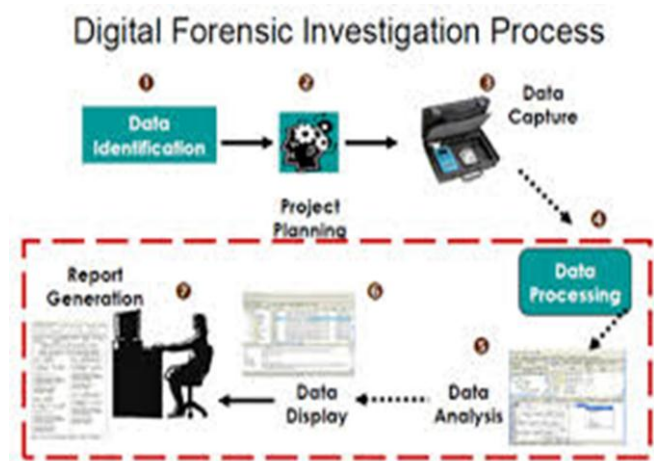 Digital Forensic Investigation Process
1
2
3
Data
Identification
Data
Capture
Project
Planning
4
Data
Processing
Report
Generation
7
6
5
Data
Display
Data
Analysis